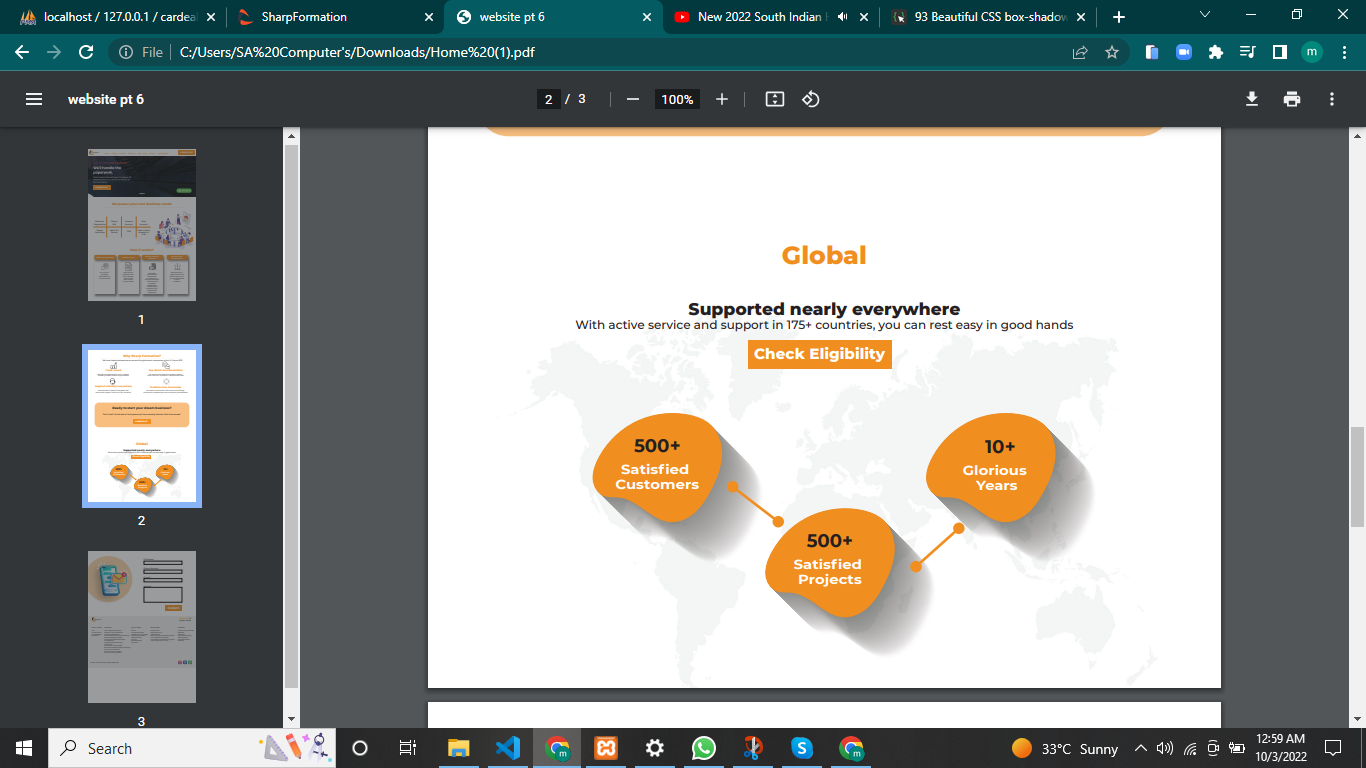 localhost / 127.0.0.1 / cardeal
SharpFormation
website pt 6
New 2022 South Indian
93 Beautiful CSS box-shadow
File
C:/Users/SA%20Computer's/Downloads/Home%20(1).pdf
m
website pt 6
2 / 3
100%
1
2
3
Global
Supported nearly everywhere
With active service and support in 175+ countries, you can rest easy in good hands
Check Eligibility
500+
Satisfied
Customers
10+
Glorious
Years
500+
Satisfied
Projects
Search
33°C Sunny
12:59 AM
10/3/2022